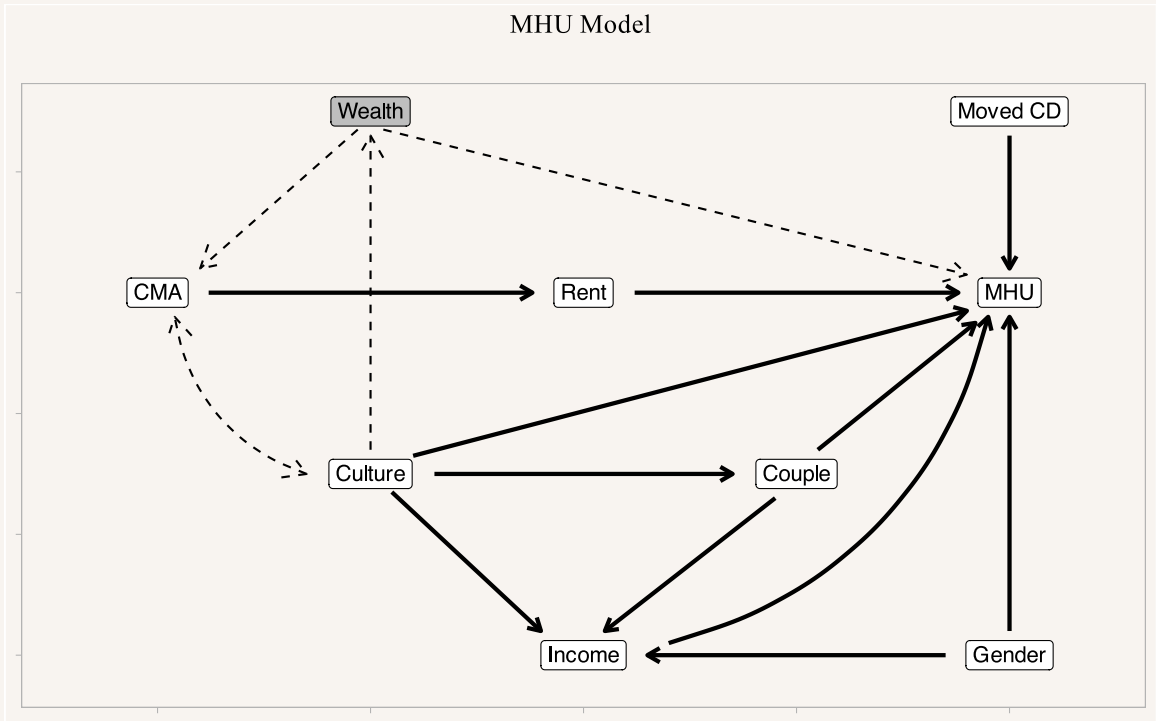 MHU Model
Wealth
Moved CD
CMA
Rent
MHU
Culture
Couple
Income
Gender